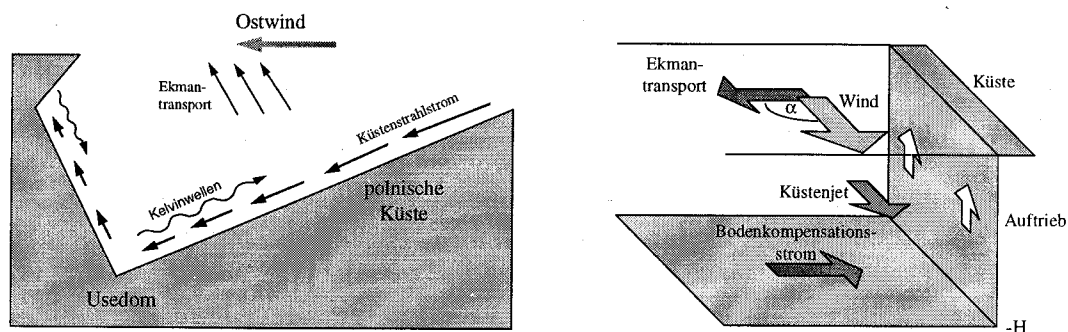 Ostwind
Ekman-
transport
Küstenstrahlstrom
Kelvinwellen
polnische
Küste
Usedom
Ekman-
transport
α
Wind
Küste
Küstenjet
Auftrieb
Bodenkompensations-
strom
-H